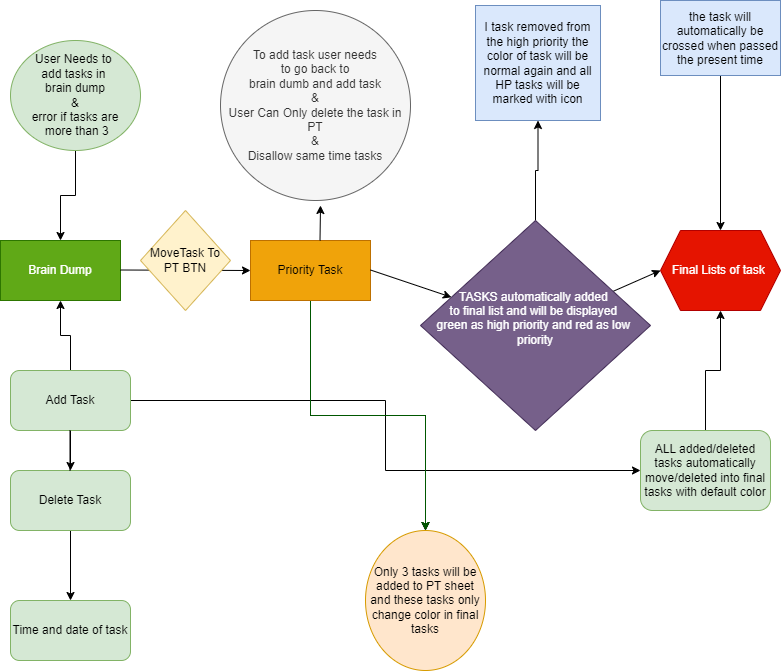 User Needs to
add tasks in
brain dump
&
error if tasks are
more than 3
To add task user needs
to go back to
brain dumb and add task
&
User Can Only delete the task in
PT
&
Disallow same time tasks
I task removed from
the high priority the
color of task will be
normal again and all
HP tasks will be
marked with icon
the task will
automatically be
crossed when passed
the present time
Brain Dump
MoveTask To
PT BTN
Priority Task
TASKS automatically added
to final list and will be displayed
green as high priority and red as low
priority
Final Lists of task
Add Task
Delete Task
Time and date of task
Only 3 tasks will be
added to PT sheet
and these tasks only
change color in final
tasks
ALL added/deleted
tasks automatically
move/deleted into final
tasks with default color